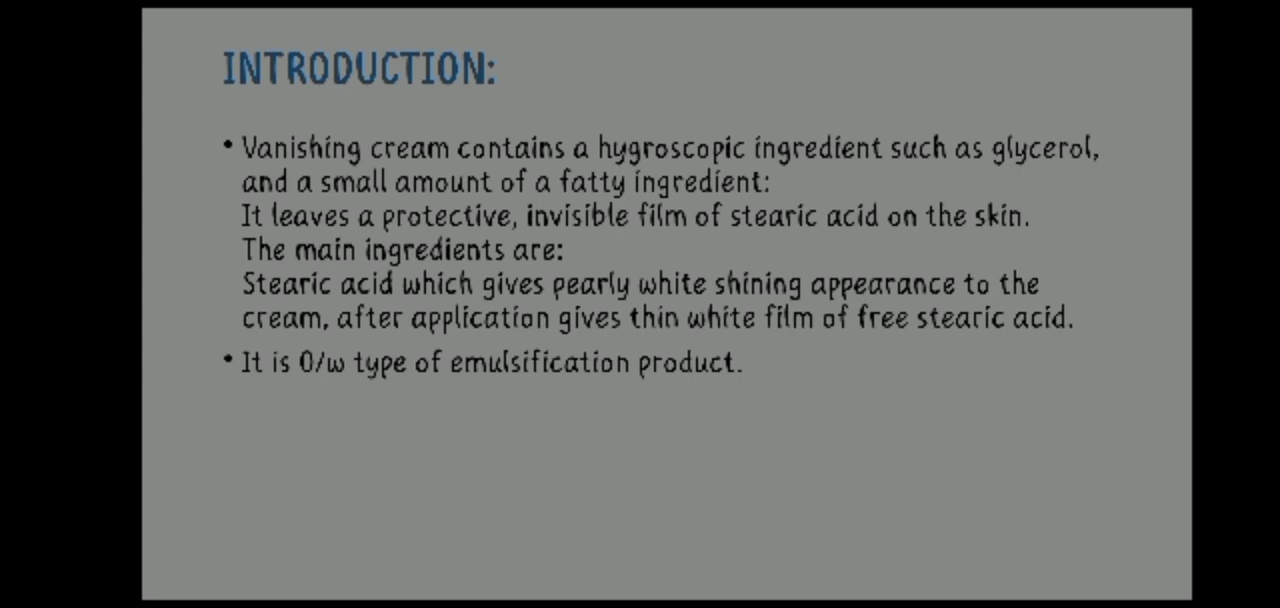 INTRODUCTION:
• Vanishing cream contains a hygroscopic ingredient such as glycerol,
and a small amount of a fatty ingredient:
It leaves a protective, invisible film of stearic acid on the skin.
The main ingredients are:
Stearic acid which gives pearly white shining appearance to the
cream, after application gives thin white film of free stearic acid.
• It is O/w type of emulsification product.